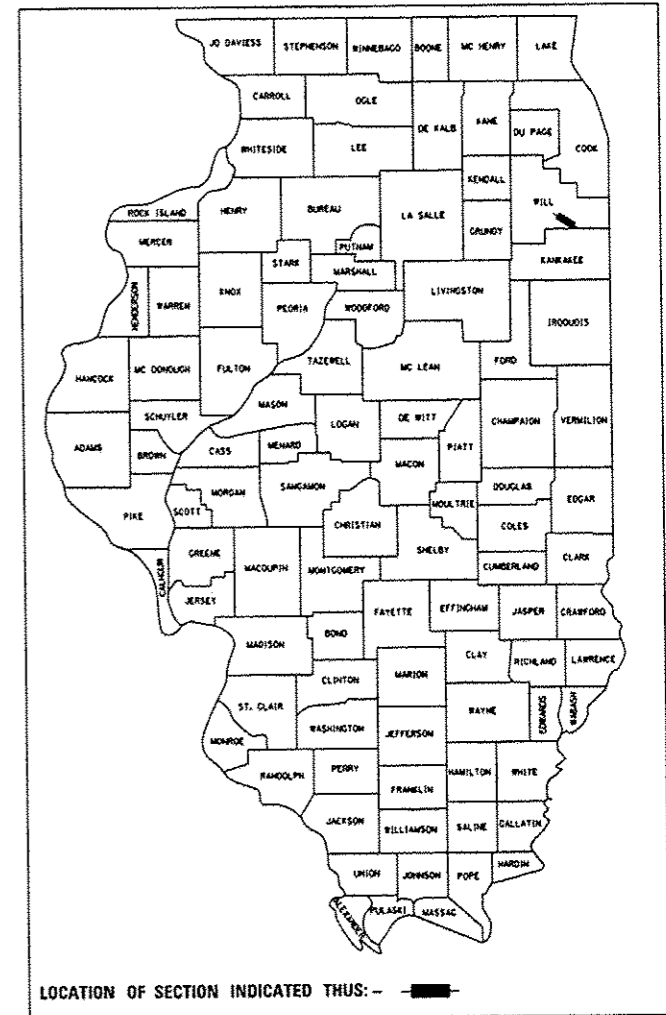 JO DAVIESS STEPHENSON WINNEBAGO BOONE MC HENRY LAKE
CARROLL OGLE DE KALB KANE DU PAGE COOK
WHITESIDE LEE KENDALL WILL
ROCK ISLAND HENRY BUREAU LA SALLE GRUNDY
MERCER PUTNAM KANKAKEE
STARK MARSHALL
HENDERSON WARREN KNOX PEORIA WOODFORD LIVINGSTON IROQUOIS
HANCOCK MC DONOUGH FULTON TAZEWELL MC LEAN FORD
SCHUYLER MASON LOGAN DE WITT CHAMPAIGN VERMILION
ADAMS BROWN CASS MENARD MACON PIATT
MORGAN SANGAMON MOULTRIE DOUGLAS EDGAR
PIKE SCOTT CHRISTIAN COLES
GREENE MACOUPIN MONTGOMERY SHELBY CUMBERLAND CLARK
CALHOUN JERSEY FAYETTE EFFINGHAM JASPER CRAWFORD
MADISON BOND CLAY RICHLAND LAWRENCE
CLINTON MARION
ST. CLAIR WAYNE EDWARDS WABASH
MONROE WASHINGTON JEFFERSON
RANDOLPH PERRY HAMILTON WHITE
FRANKLIN
JACKSON WILLIAMSON SALINE GALLATIN
UNION JOHNSON POPE HARDIN
ALEXANDER PULASKI MASSAC
LOCATION OF SECTION INDICATED THUS: -